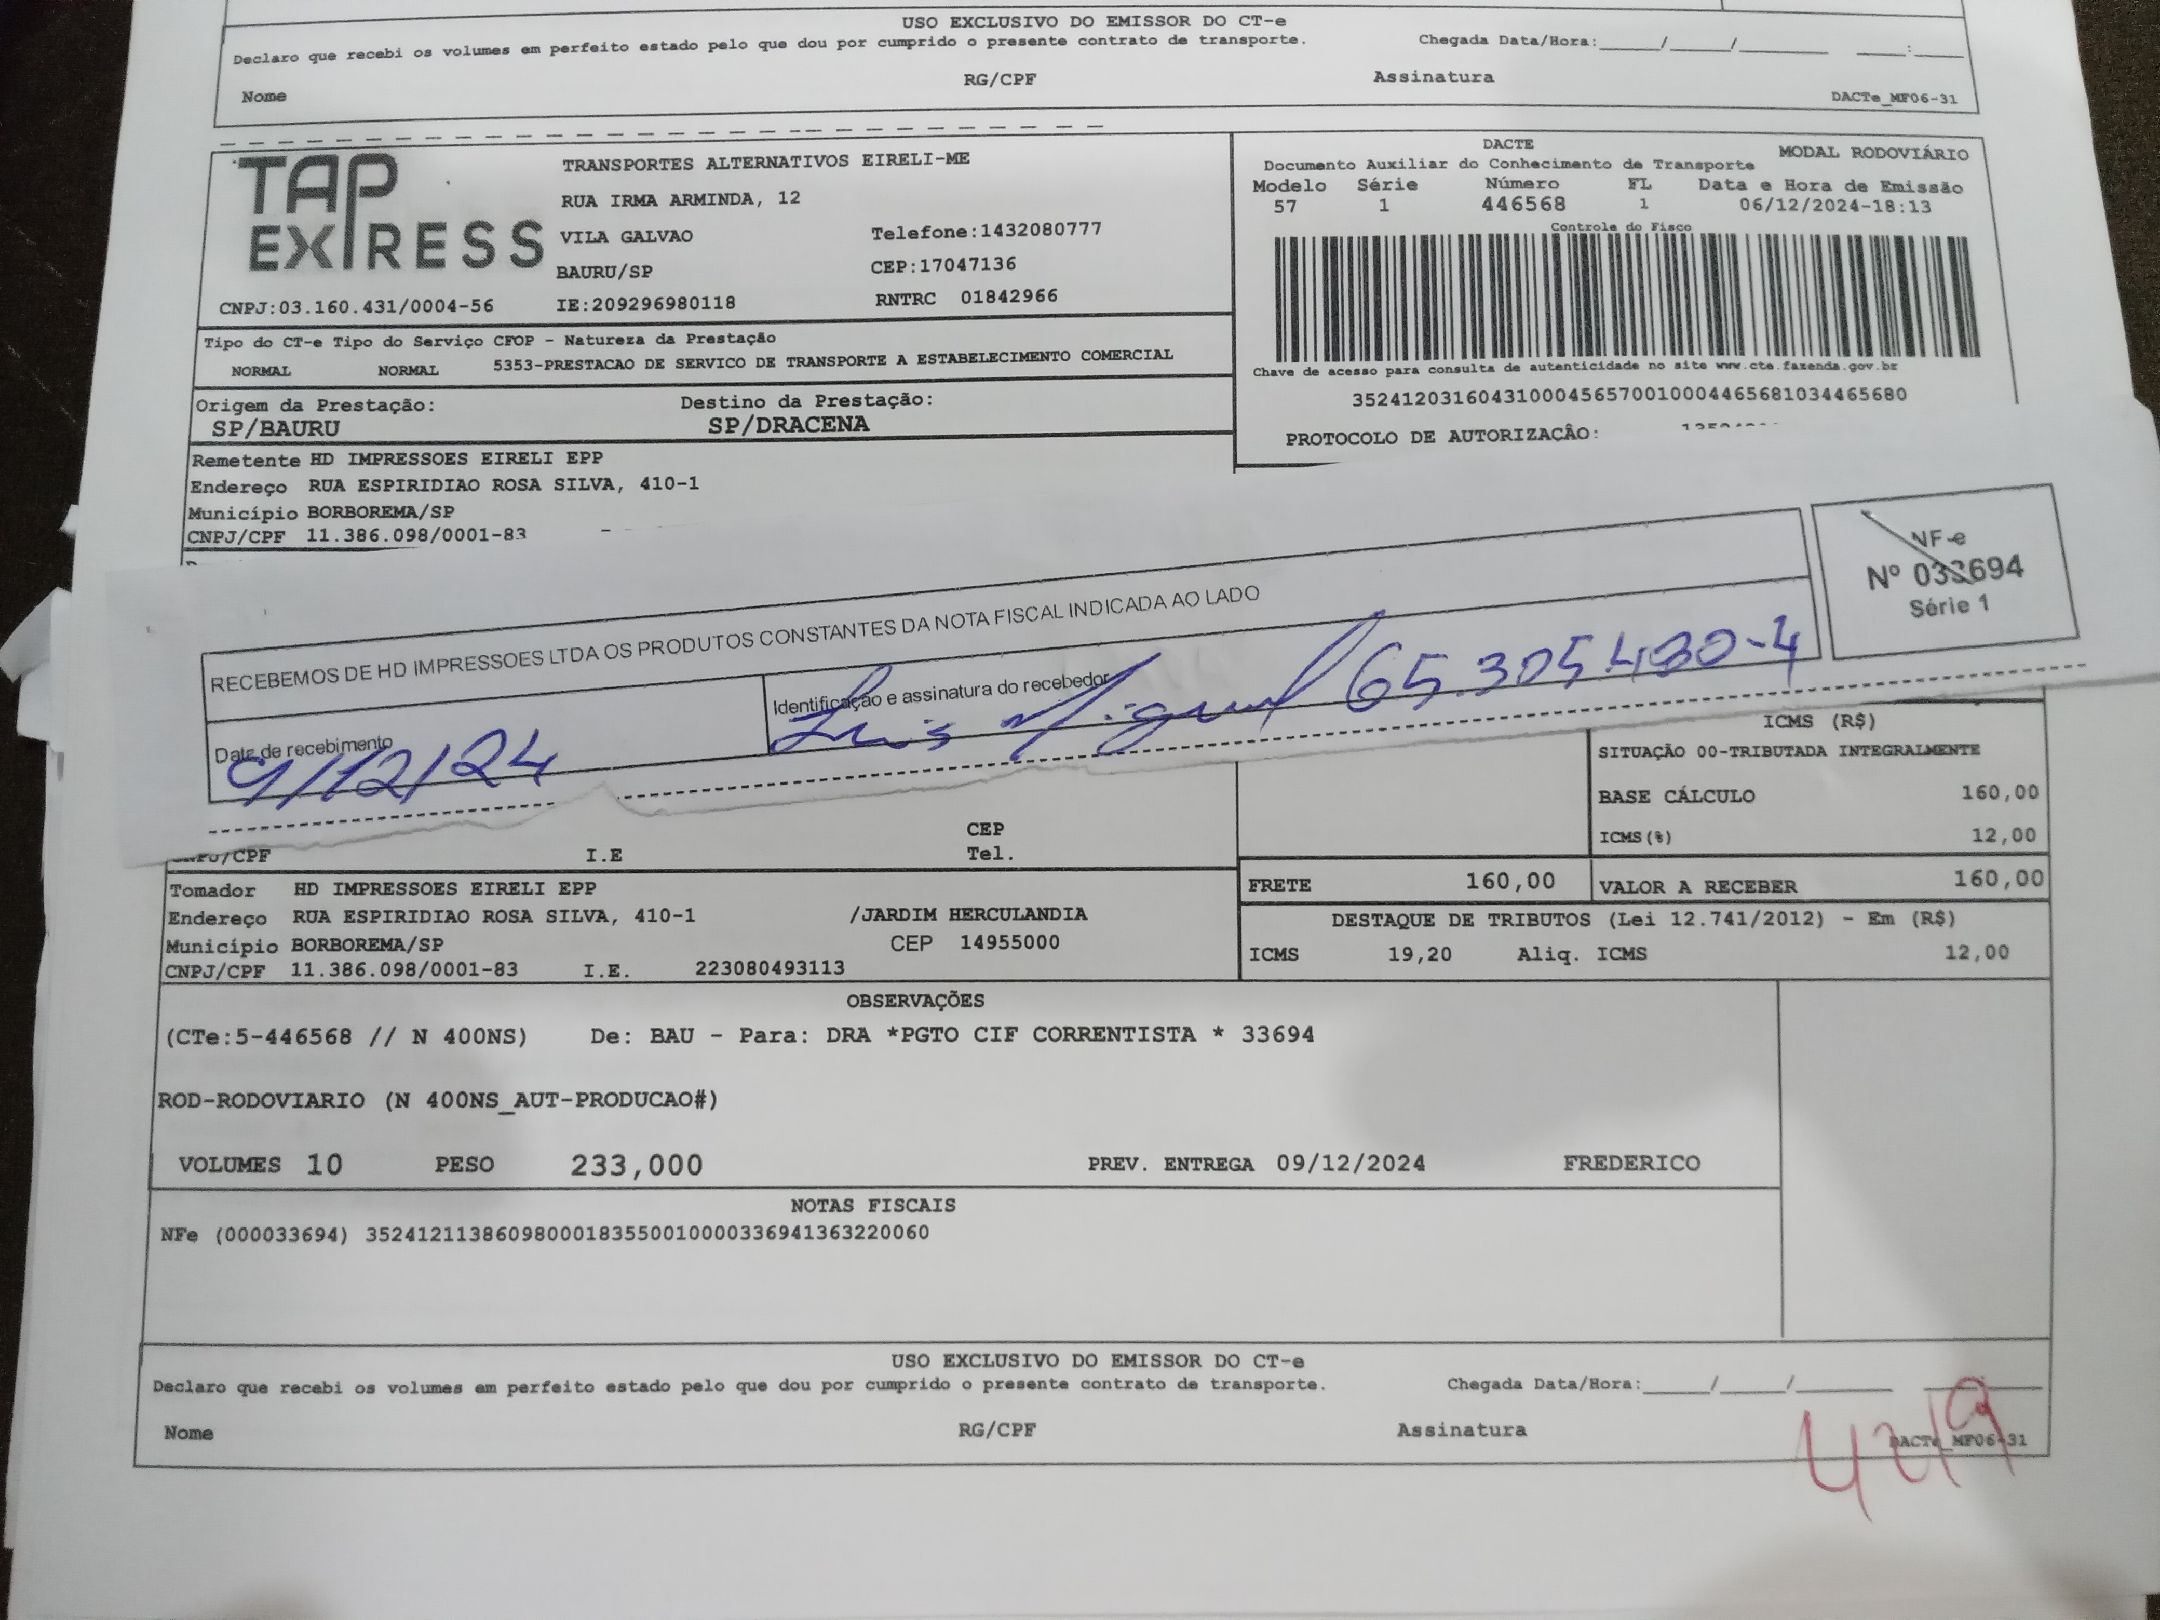 USO EXCLUSIVO DO EMISSOR DO CT-e
Declaro que recebi os volumes em perfeito estado pelo que dou por cumprido o presente contrato de transporte. Chegada Data/Hora:_____/_____/________ ____:____
Nome RG/CPF Assinatura
DACTe_MF06-31
TAP EXPRESS
TRANSPORTES ALTERNATIVOS EIRELI-ME
RUA IRMA ARMINDA, 12
VILA GALVAO Telefone:1432080777
BAURU/SP CEP:17047136
CNPJ:03.160.431/0004-56 IE:209296980118 RNTRC 01842966
DACTE
Documento Auxiliar do Conhecimento de Transporte MODAL RODOVIÁRIO
Modelo Série Número FL Data e Hora de Emissão
57 1 446568 1 06/12/2024-18:13
Controle do Fisco
Chave de acesso para consulta de autenticidade no site www.cte.fazenda.gov.br
35241203160431000456570010004465681034465680
PROTOCOLO DE AUTORIZAÇÃO:
Tipo do CT-e Tipo do Serviço CFOP - Natureza da Prestação
NORMAL NORMAL 5353-PRESTACAO DE SERVICO DE TRANSPORTE A ESTABELECIMENTO COMERCIAL
Origem da Prestação: Destino da Prestação:
SP/BAURU SP/DRACENA
Remetente HD IMPRESSOES EIRELI EPP
Endereço RUA ESPIRIDIAO ROSA SILVA, 410-1
Município BORBOREMA/SP
CNPJ/CPF 11.386.098/0001-83
RECEBEMOS DE HD IMPRESSOES LTDA OS PRODUTOS CONSTANTES DA NOTA FISCAL INDICADA AO LADO
Data de recebimento Identificação e assinatura do recebedor
9/12/24 Luis Miguel 65.305.480-4
NF-e
Nº 033694
Série 1
ICMS (R$)
SITUAÇÃO 00-TRIBUTADA INTEGRALMENTE
BASE CÁLCULO 160,00
ICMS(%) 12,00
CEP
CNPJ/CPF I.E Tel.
FRETE 160,00 VALOR A RECEBER 160,00
Tomador HD IMPRESSOES EIRELI EPP
Endereço RUA ESPIRIDIAO ROSA SILVA, 410-1 /JARDIM HERCULANDIA
Município BORBOREMA/SP CEP 14955000
CNPJ/CPF 11.386.098/0001-83 I.E. 223080493113
DESTAQUE DE TRIBUTOS (Lei 12.741/2012) - Em (R$)
ICMS 19,20 Aliq. ICMS 12,00
OBSERVAÇÕES
(CTe:5-446568 // N 400NS) De: BAU - Para: DRA *PGTO CIF CORRENTISTA * 33694
ROD-RODOVIARIO (N 400NS_AUT-PRODUCAO#)
VOLUMES 10 PESO 233,000 PREV. ENTREGA 09/12/2024 FREDERICO
NOTAS FISCAIS
NFe (000033694) 35241211386098000183550010000336941363220060
USO EXCLUSIVO DO EMISSOR DO CT-e
Declaro que recebi os volumes em perfeito estado pelo que dou por cumprido o presente contrato de transporte. Chegada Data/Hora:_____/_____/________
Nome RG/CPF Assinatura
DACTe_MF06-31